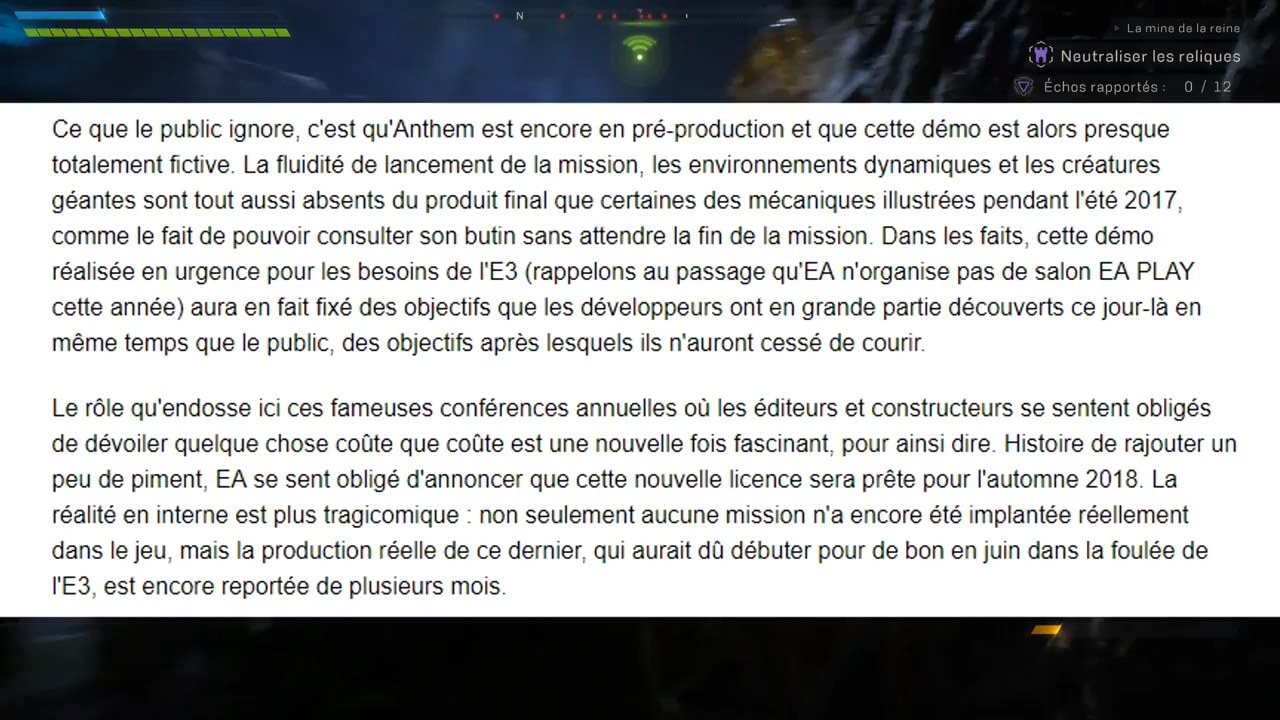 N
La mine de la reine
Neutraliser les reliques
Échos rapportés : 0 / 12
Ce que le public ignore, c'est qu'Anthem est encore en pré-production et que cette démo est alors presque
totalement fictive. La fluidité de lancement de la mission, les environnements dynamiques et les créatures
géantes sont tout aussi absents du produit final que certaines des mécaniques illustrées pendant l'été 2017,
comme le fait de pouvoir consulter son butin sans attendre la fin de la mission. Dans les faits, cette démo
réalisée en urgence pour les besoins de l'E3 (rappelons au passage qu'EA n'organise pas de salon EA PLAY
cette année) aura en fait fixé des objectifs que les développeurs ont en grande partie découverts ce jour-là en
même temps que le public, des objectifs après lesquels ils n'auront cessé de courir.
Le rôle qu'endosse ici ces fameuses conférences annuelles où les éditeurs et constructeurs se sentent obligés
de dévoiler quelque chose coûte que coûte est une nouvelle fois fascinant, pour ainsi dire. Histoire de rajouter un
peu de piment, EA se sent obligé d'annoncer que cette nouvelle licence sera prête pour l'automne 2018. La
réalité en interne est plus tragicomique : non seulement aucune mission n'a encore été implantée réellement
dans le jeu, mais la production réelle de ce dernier, qui aurait dû débuter pour de bon en juin dans la foulée de
l'E3, est encore reportée de plusieurs mois.